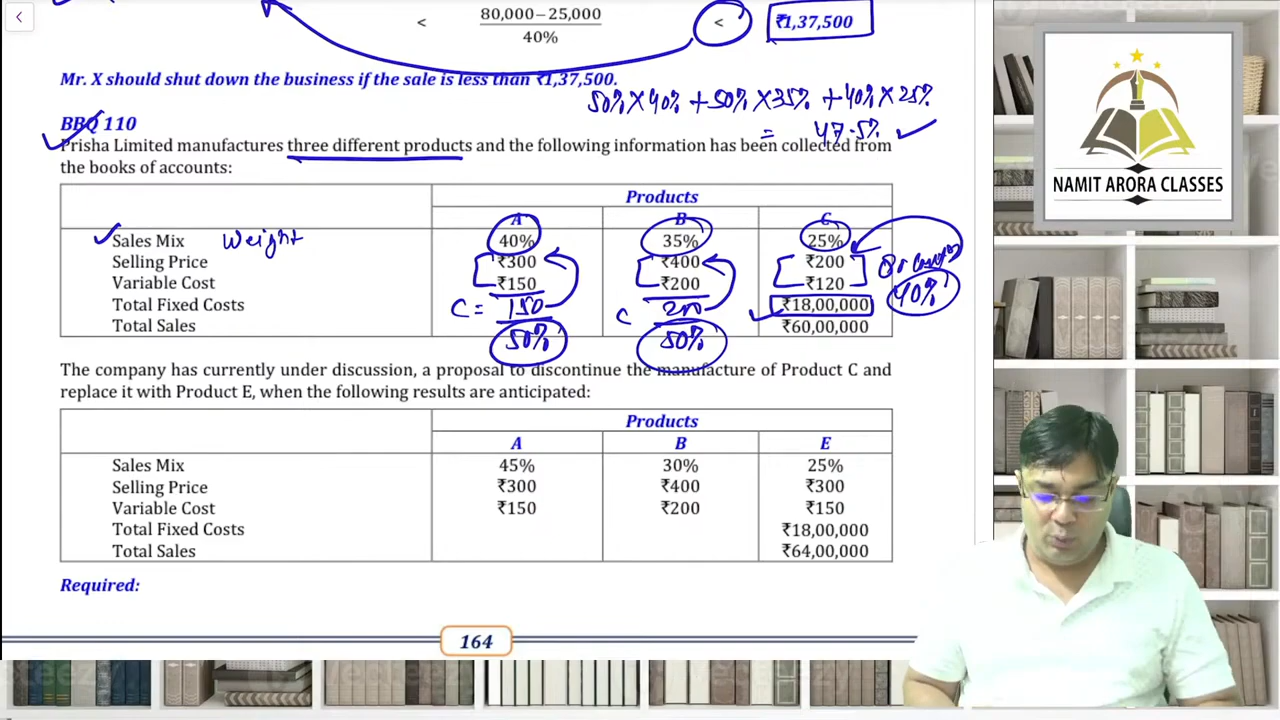 < 80,000−25,000 / 40% < ₹1,37,500
Mr. X should shut down the business if the sale is less than ₹1,37,500.
50% × 40% + 50% × 35% + 40% × 25%
= 47.5%
BBQ 110
Prisha Limited manufactures three different products and the following information has been collected from
the books of accounts:
Products
A B C
Sales Mix Weight 40% 35% 25%
Selling Price ₹300 ₹400 ₹200
Variable Cost ₹150 ₹200 ₹120
Total Fixed Costs C = 150 C 200 ₹18,00,000 40%
Total Sales 50% 50% ₹60,00,000
The company has currently under discussion, a proposal to discontinue the manufacture of Product C and
replace it with Product E, when the following results are anticipated:
Products
A B E
Sales Mix 45% 30% 25%
Selling Price ₹300 ₹400 ₹300
Variable Cost ₹150 ₹200 ₹150
Total Fixed Costs ₹18,00,000
Total Sales ₹64,00,000
Required:
164
NAMIT ARORA CLASSES